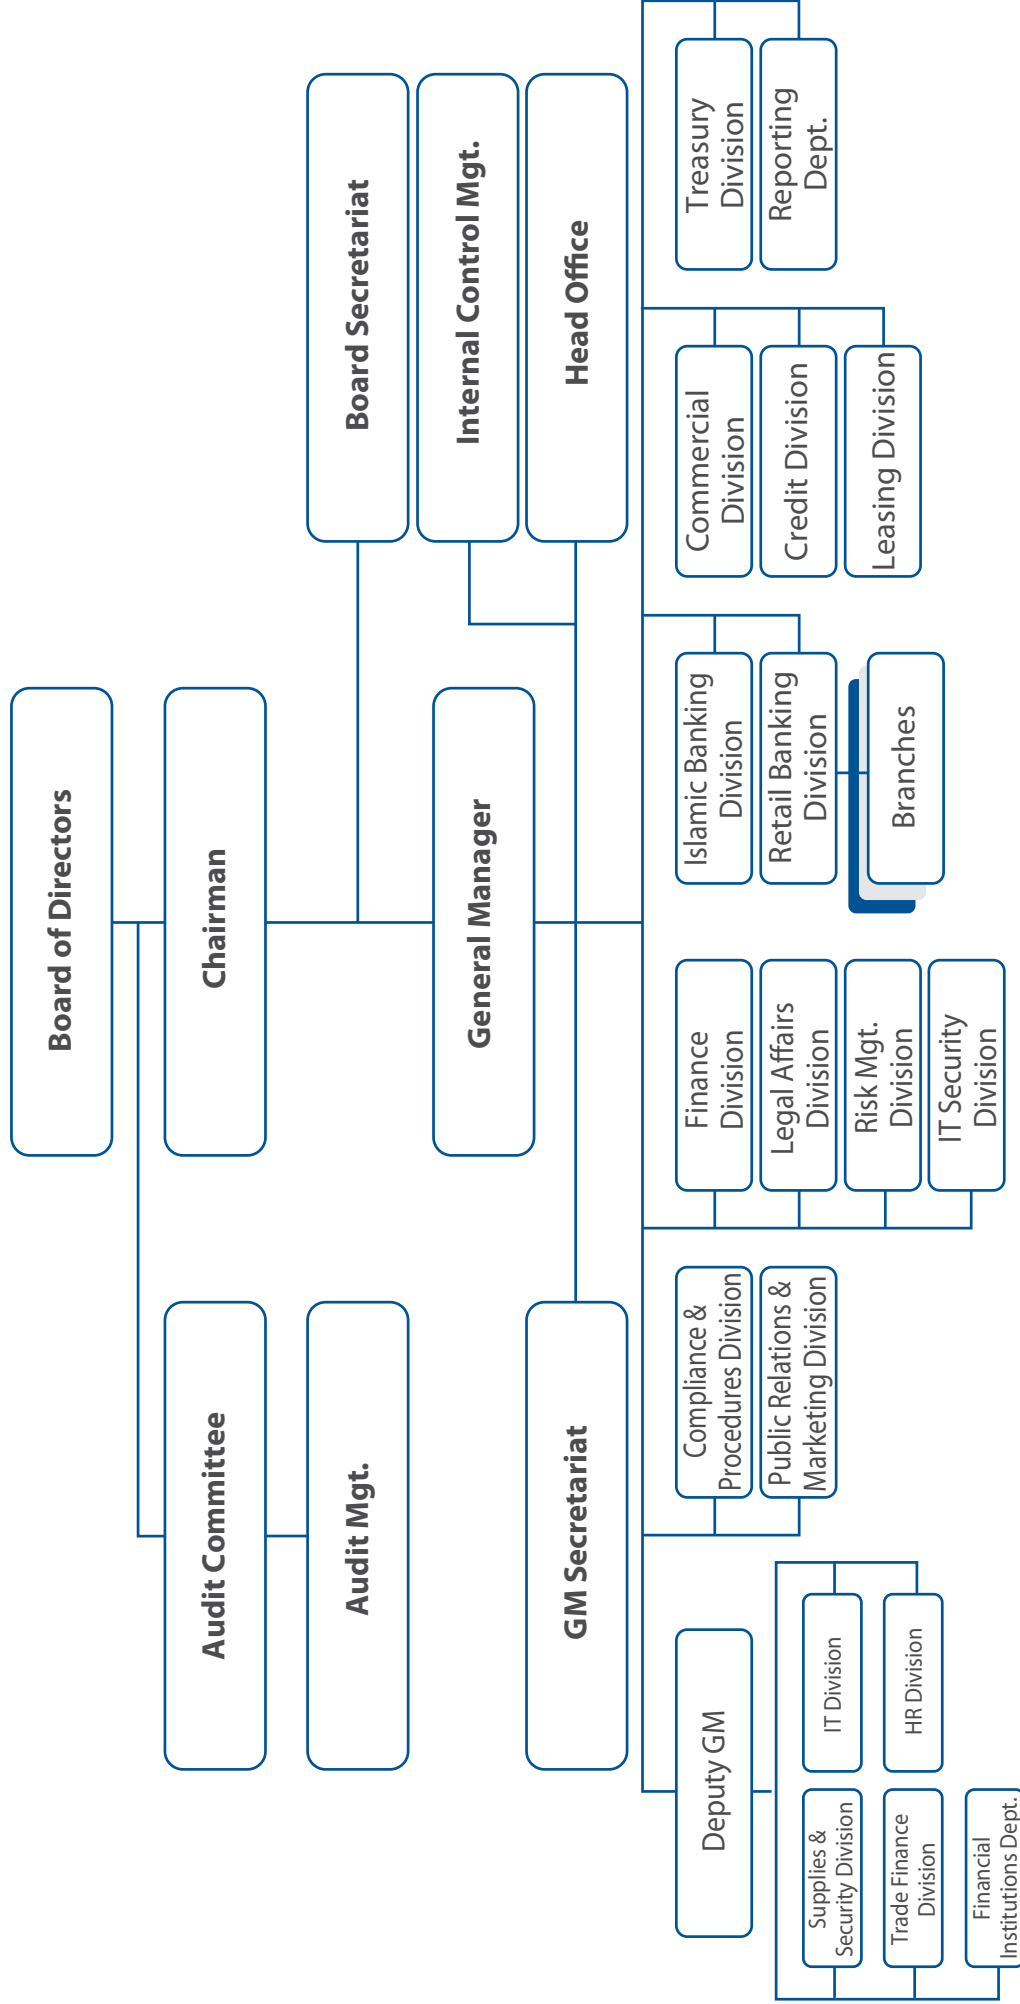 Board of Directors
Audit Committee
Chairman
Audit Mgt.
Board Secretariat
General Manager
Internal Control Mgt.
GM Secretariat
Head Office
Deputy GM
Supplies &
Security Division
IT Division
Trade Finance
Division
HR Division
Financial
Institutions Dept.
Compliance &
Procedures Division
Public Relations &
Marketing Division
Finance
Division
Legal Affairs
Division
Risk Mgt.
Division
IT Security
Division
Islamic Banking
Division
Retail Banking
Division
Branches
Commercial
Division
Credit Division
Leasing Division
Treasury
Division
Reporting
Dept.